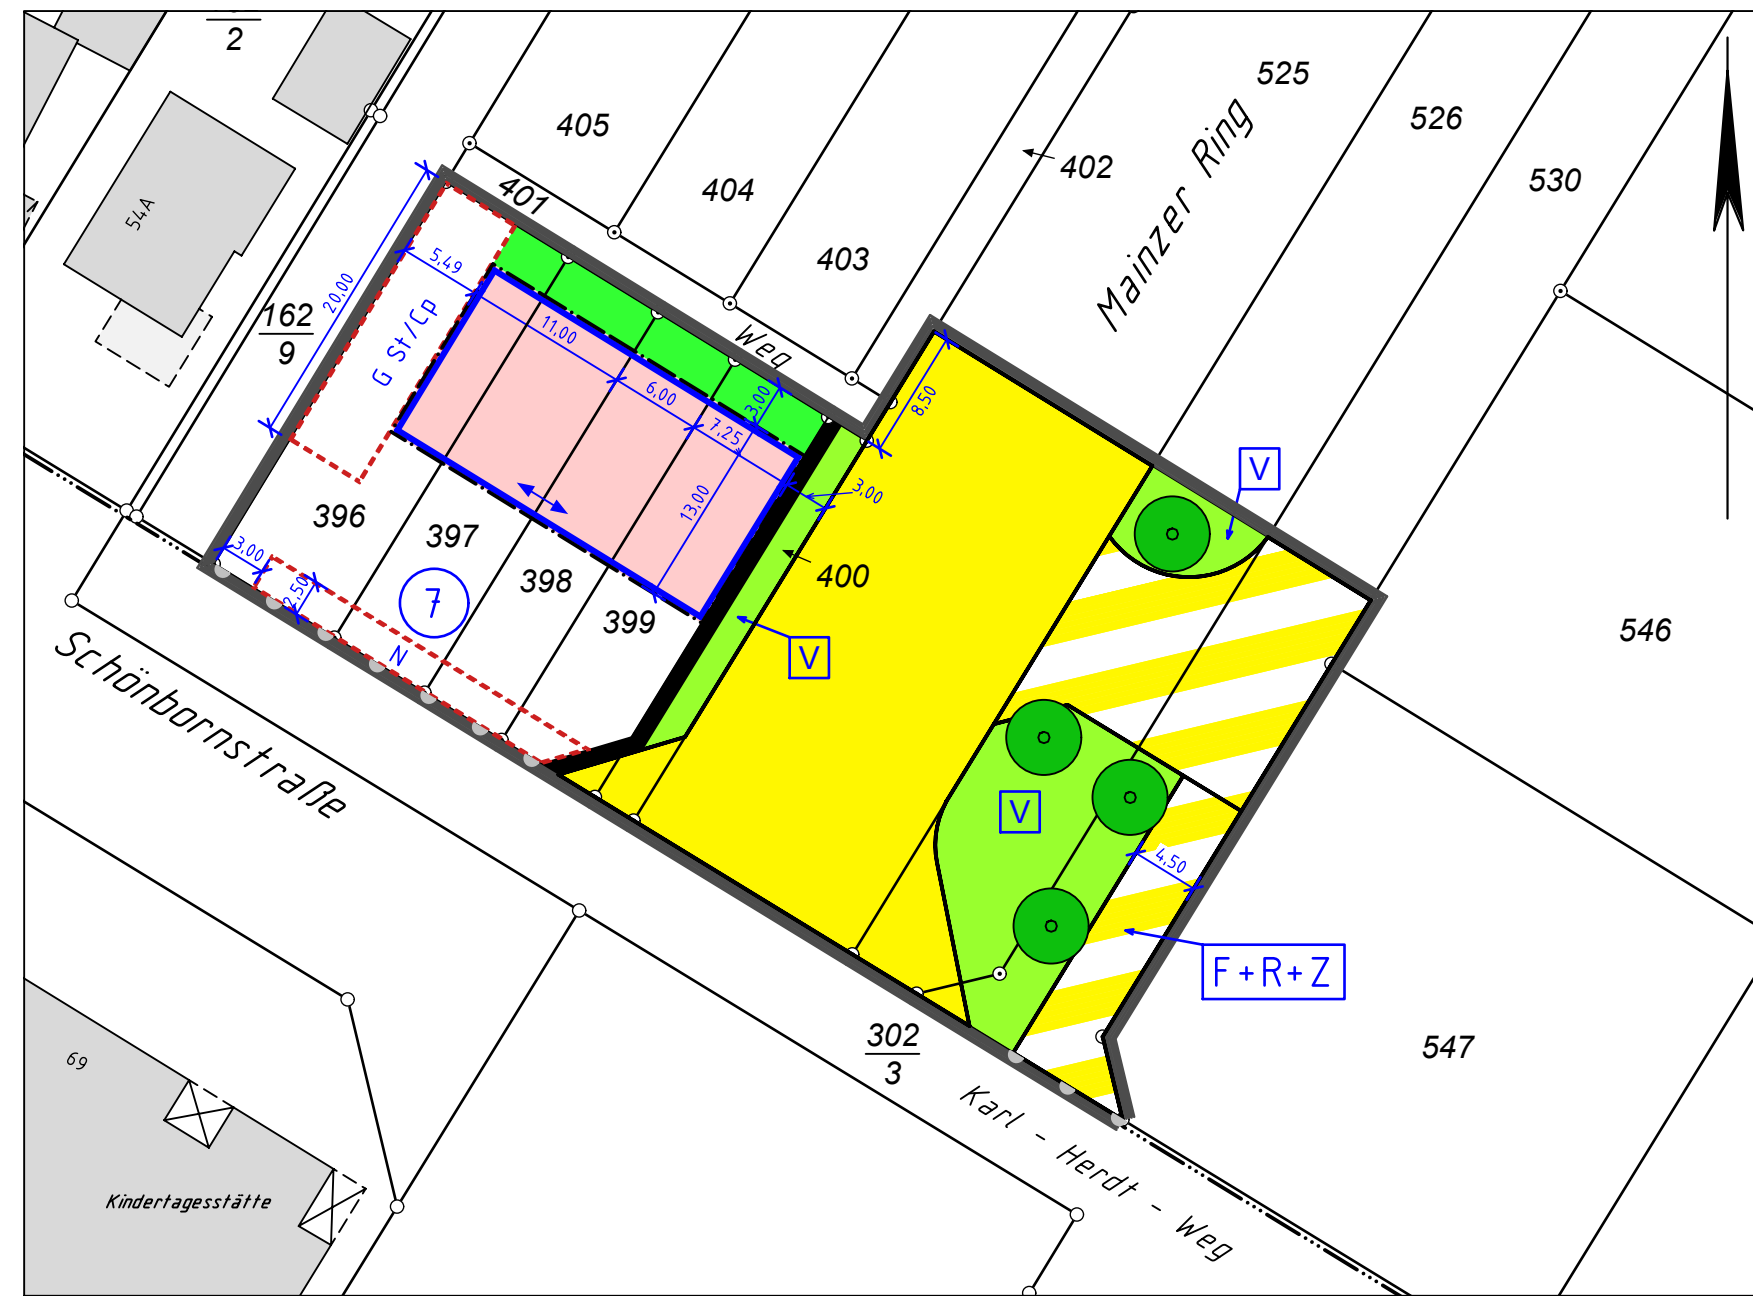 2
405
525
526
404
402
530
401
Mainzer Ring
54A
403
5,49
20,00
162
9
G St/Cp
11,00
Weg
6,00
3,00
8,50
7,25
V
3,00
13,00
396
397
400
3,00
398
2,50
7
399
546
N
V
Schönbornstraße
V
4,50
F+R+Z
302
3
547
69
Karl - Herdt - Weg
Kindertagesstätte